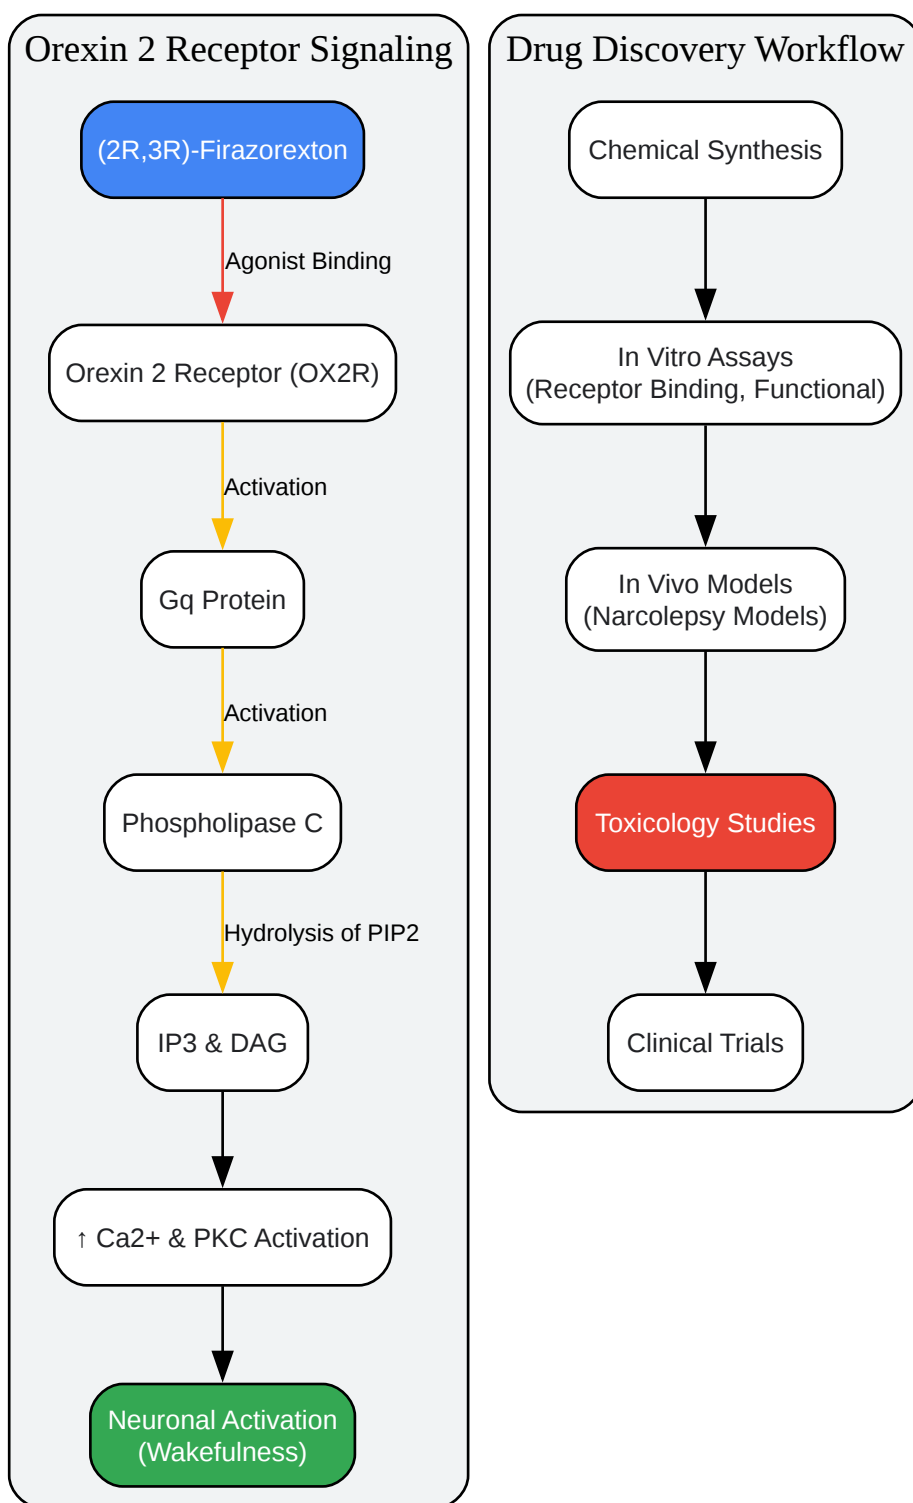 Orexin 2 Receptor Signaling
(2R,3R)-Firazorexton
Agonist Binding
Orexin 2 Receptor (OX2R)
Activation
Gq Protein
Activation
Phospholipase C
Hydrolysis of PIP2
IP3 & DAG
↑ Ca2+ & PKC Activation
Neuronal Activation
(Wakefulness)
Drug Discovery Workflow
Chemical Synthesis
In Vitro Assays
(Receptor Binding, Functional)
In Vivo Models
(Narcolepsy Models)
Toxicology Studies
Clinical Trials